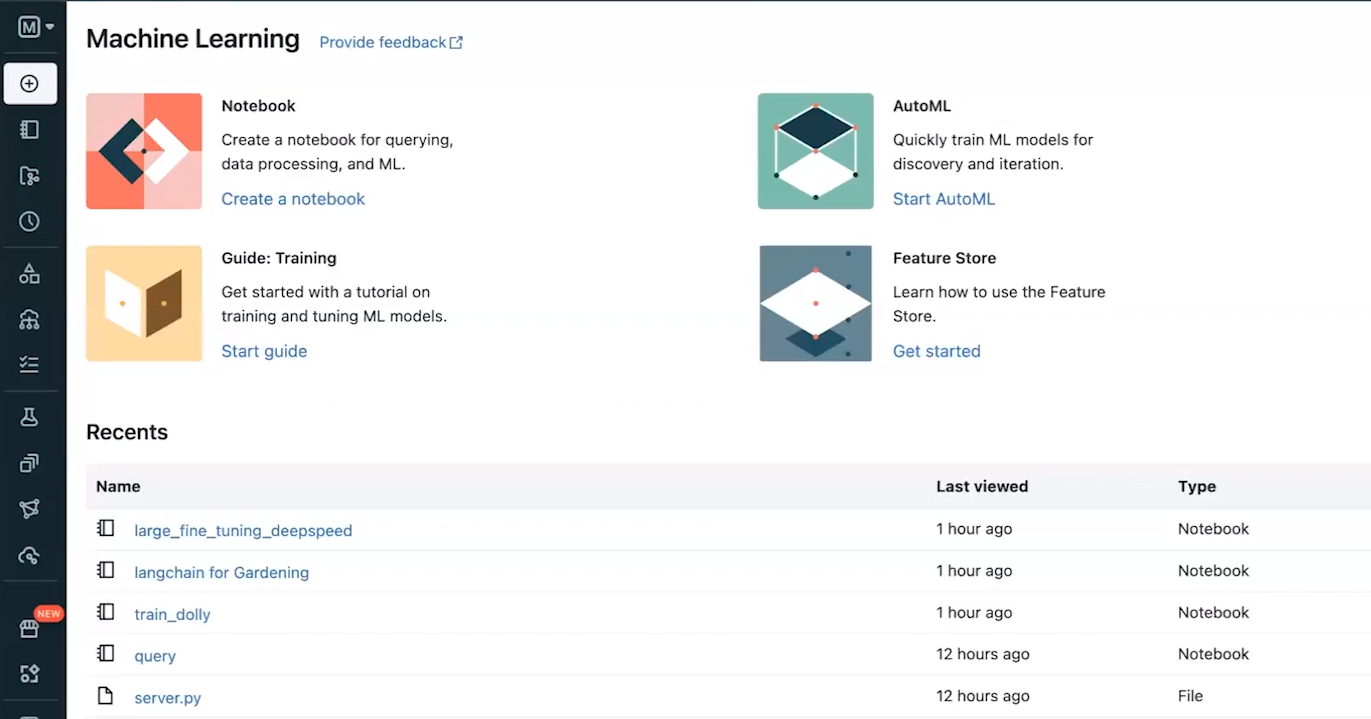 M
Machine Learning Provide feedback
Notebook
Create a notebook for querying,
data processing, and ML.
Create a notebook
AutoML
Quickly train ML models for
discovery and iteration.
Start AutoML
Guide: Training
Get started with a tutorial on
training and tuning ML models.
Start guide
Feature Store
Learn how to use the Feature
Store.
Get started
Recents
Name Last viewed Type
large_fine_tuning_deepspeed 1 hour ago Notebook
langchain for Gardening 1 hour ago Notebook
train_dolly 1 hour ago Notebook
NEW
query 12 hours ago Notebook
server.py 12 hours ago File